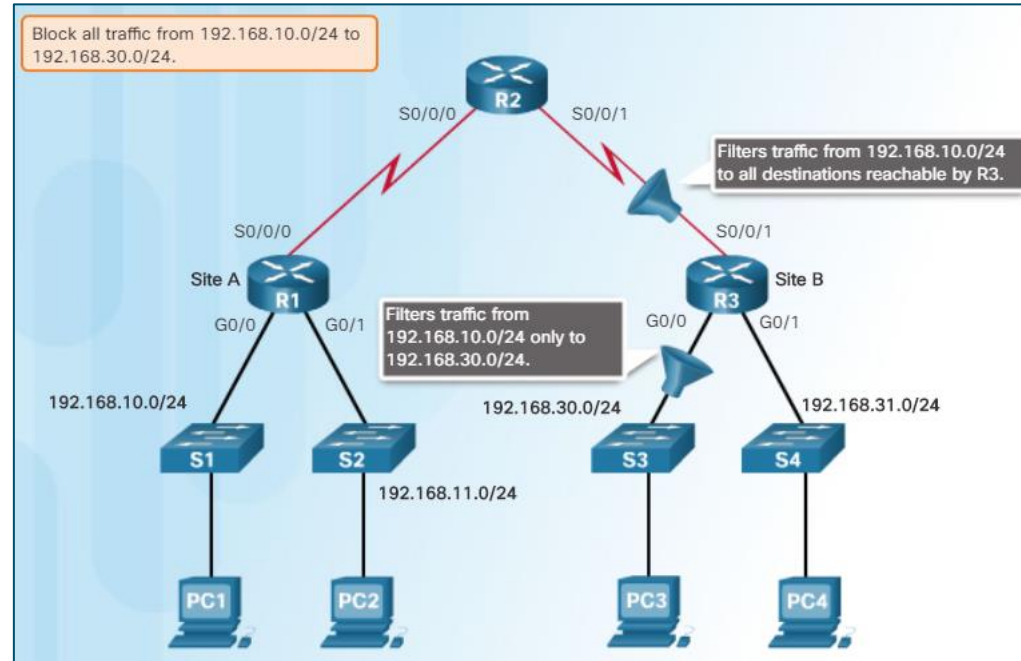 Block all traffic from 192.168.10.0/24 to
192.168.30.0/24.
R2
S0/0/0
S0/0/1
Filters traffic from 192.168.10.0/24
to all destinations reachable by R3.
S0/0/0
S0/0/1
Site A
R1
R3
Site B
G0/0
G0/1
Filters traffic from
192.168.10.0/24 only to
192.168.30.0/24.
G0/0
G0/1
192.168.10.0/24
192.168.30.0/24
192.168.31.0/24
S1
S2
S3
S4
192.168.11.0/24
PC1
PC2
PC3
PC4